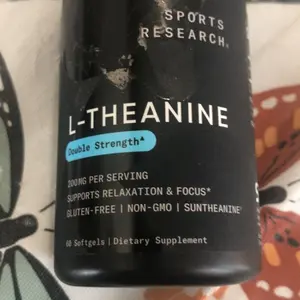 SPORTS
RESEARCH®
L-THEANINE
Double Strength▲
200MG PER SERVING
SUPPORTS RELAXATION & FOCUS*
GLUTEN-FREE | NON-GMO | SUNTHEANINE®
60 Softgels | Dietary Supplement